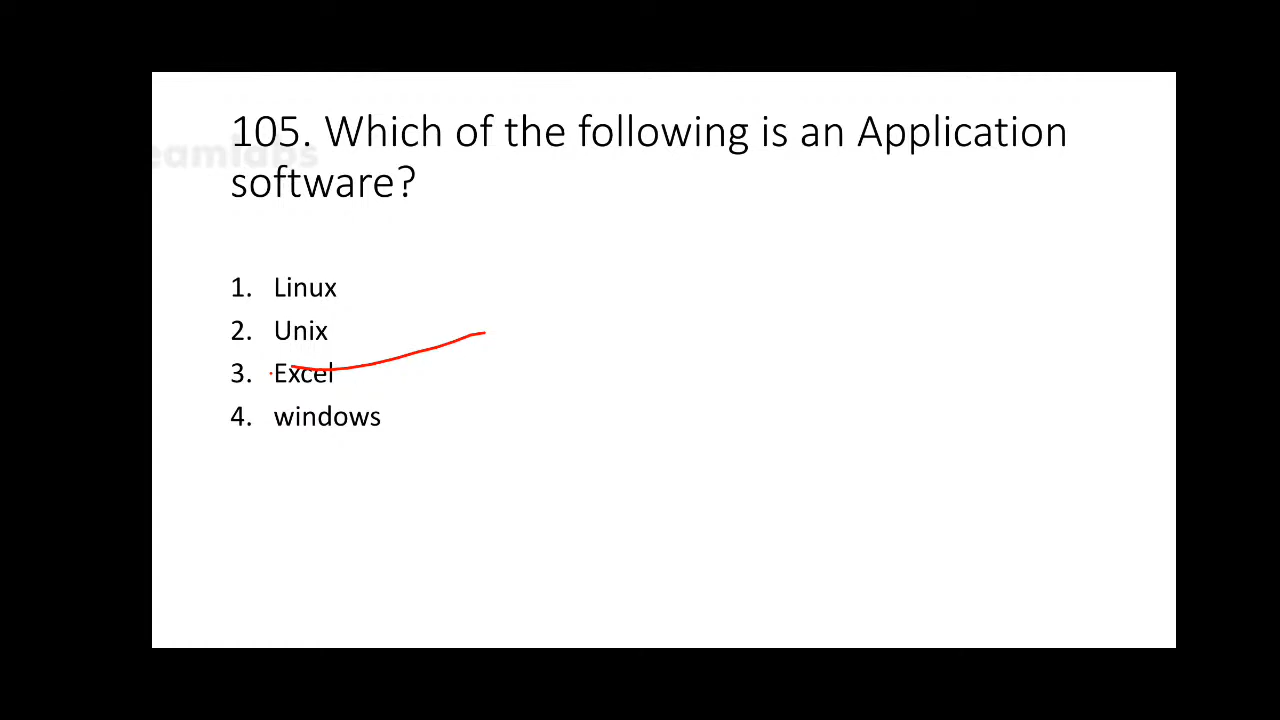 105. Which of the following is an Application
software?
1. Linux
2. Unix
3. Excel
4. windows